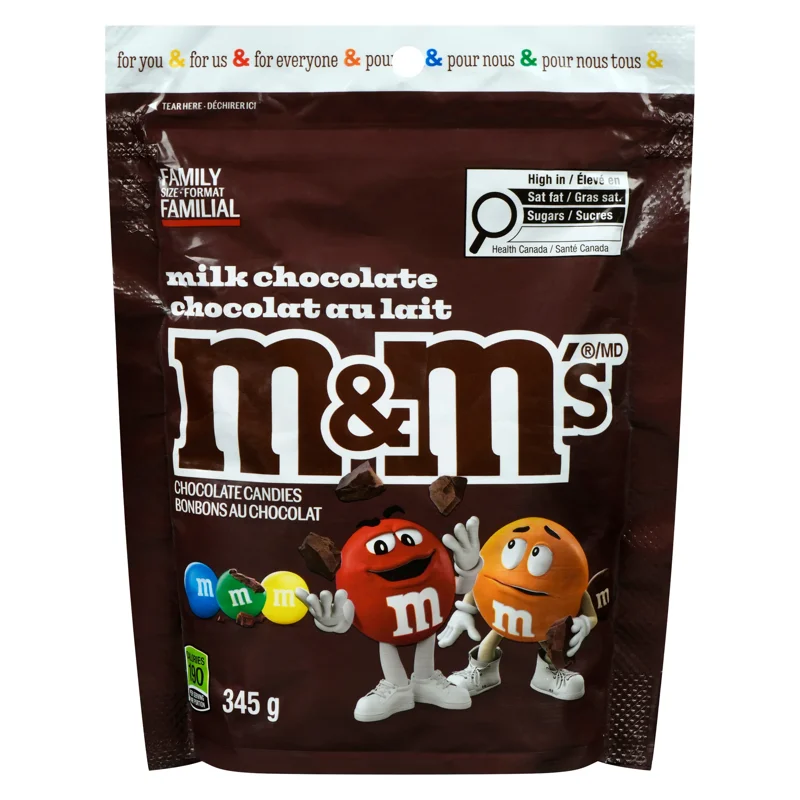 for you & for us & for everyone & pour & pour nous & pour nous tous &
TEAR HERE - DÉCHIRER ICI
FAMILY
SIZE · FORMAT
FAMILIAL
High in / Élevé en
Sat fat / Gras sat.
Sugars / Sucres
Health Canada / Santé Canada
milk chocolate
chocolat au lait
m&m's ®/MD
CHOCOLATE CANDIES
BONBONS AU CHOCOLAT
m m m m m m
CALORIES
190
345 g